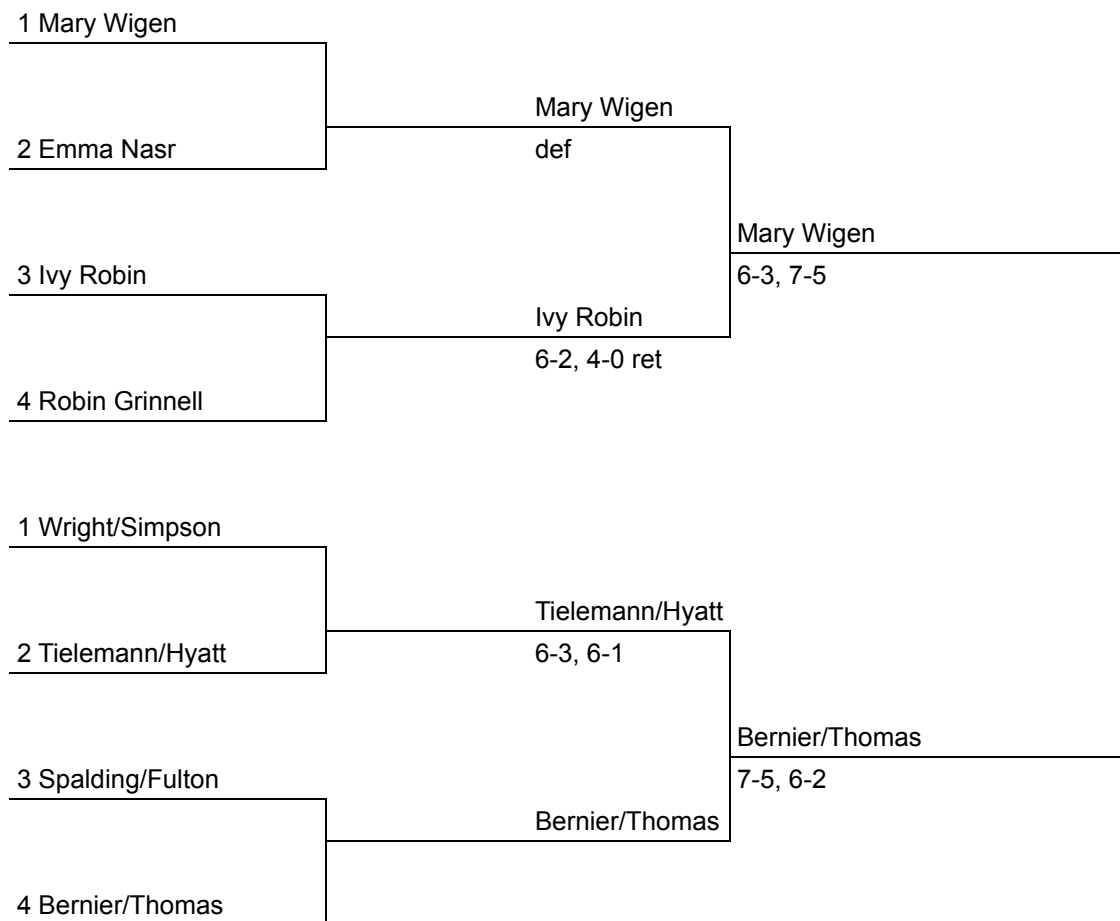 1 Mary Wigen
Mary Wigen
2 Emma Nasr
def
Mary Wigen
3 Ivy Robin
6-3, 7-5
Ivy Robin
6-2, 4-0 ret
4 Robin Grinnell
1 Wright/Simpson
Tielemann/Hyatt
2 Tielemann/Hyatt
6-3, 6-1
Bernier/Thomas
3 Spalding/Fulton
7-5, 6-2
Bernier/Thomas
4 Bernier/Thomas